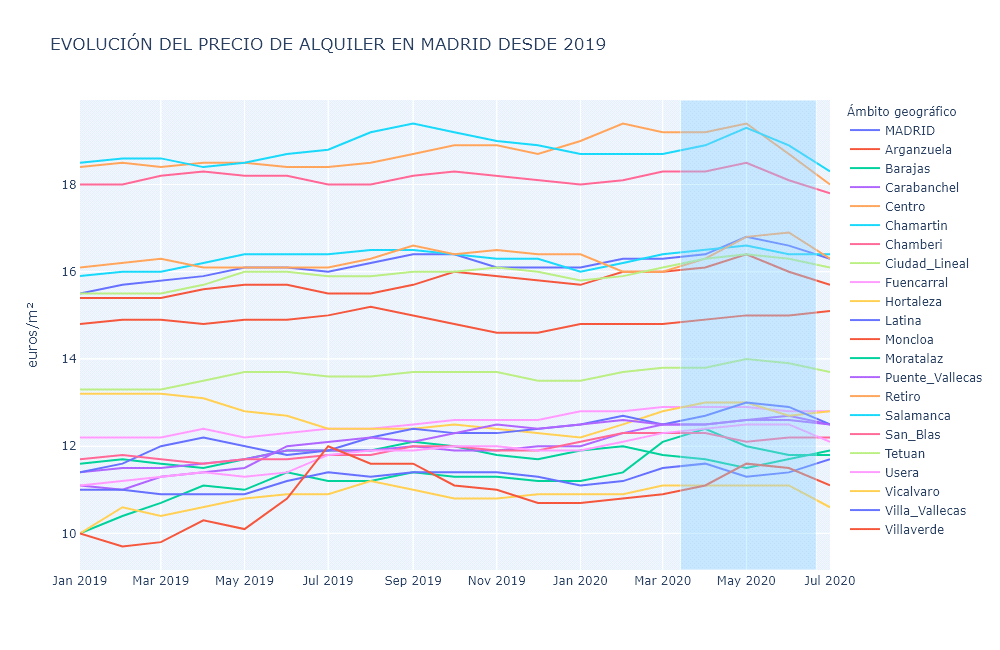 EVOLUCIÓN DEL PRECIO DE ALQUILER EN MADRID DESDE 2019
euros/m²
18
16
14
12
10
Jan 2019 Mar 2019 May 2019 Jul 2019 Sep 2019 Nov 2019 Jan 2020 Mar 2020 May 2020 Jul 2020
Ámbito geográfico
MADRID
Arganzuela
Barajas
Carabanchel
Centro
Chamartin
Chamberi
Ciudad_Lineal
Fuencarral
Hortaleza
Latina
Moncloa
Moratalaz
Puente_Vallecas
Retiro
Salamanca
San_Blas
Tetuan
Usera
Vicalvaro
Villa_Vallecas
Villaverde